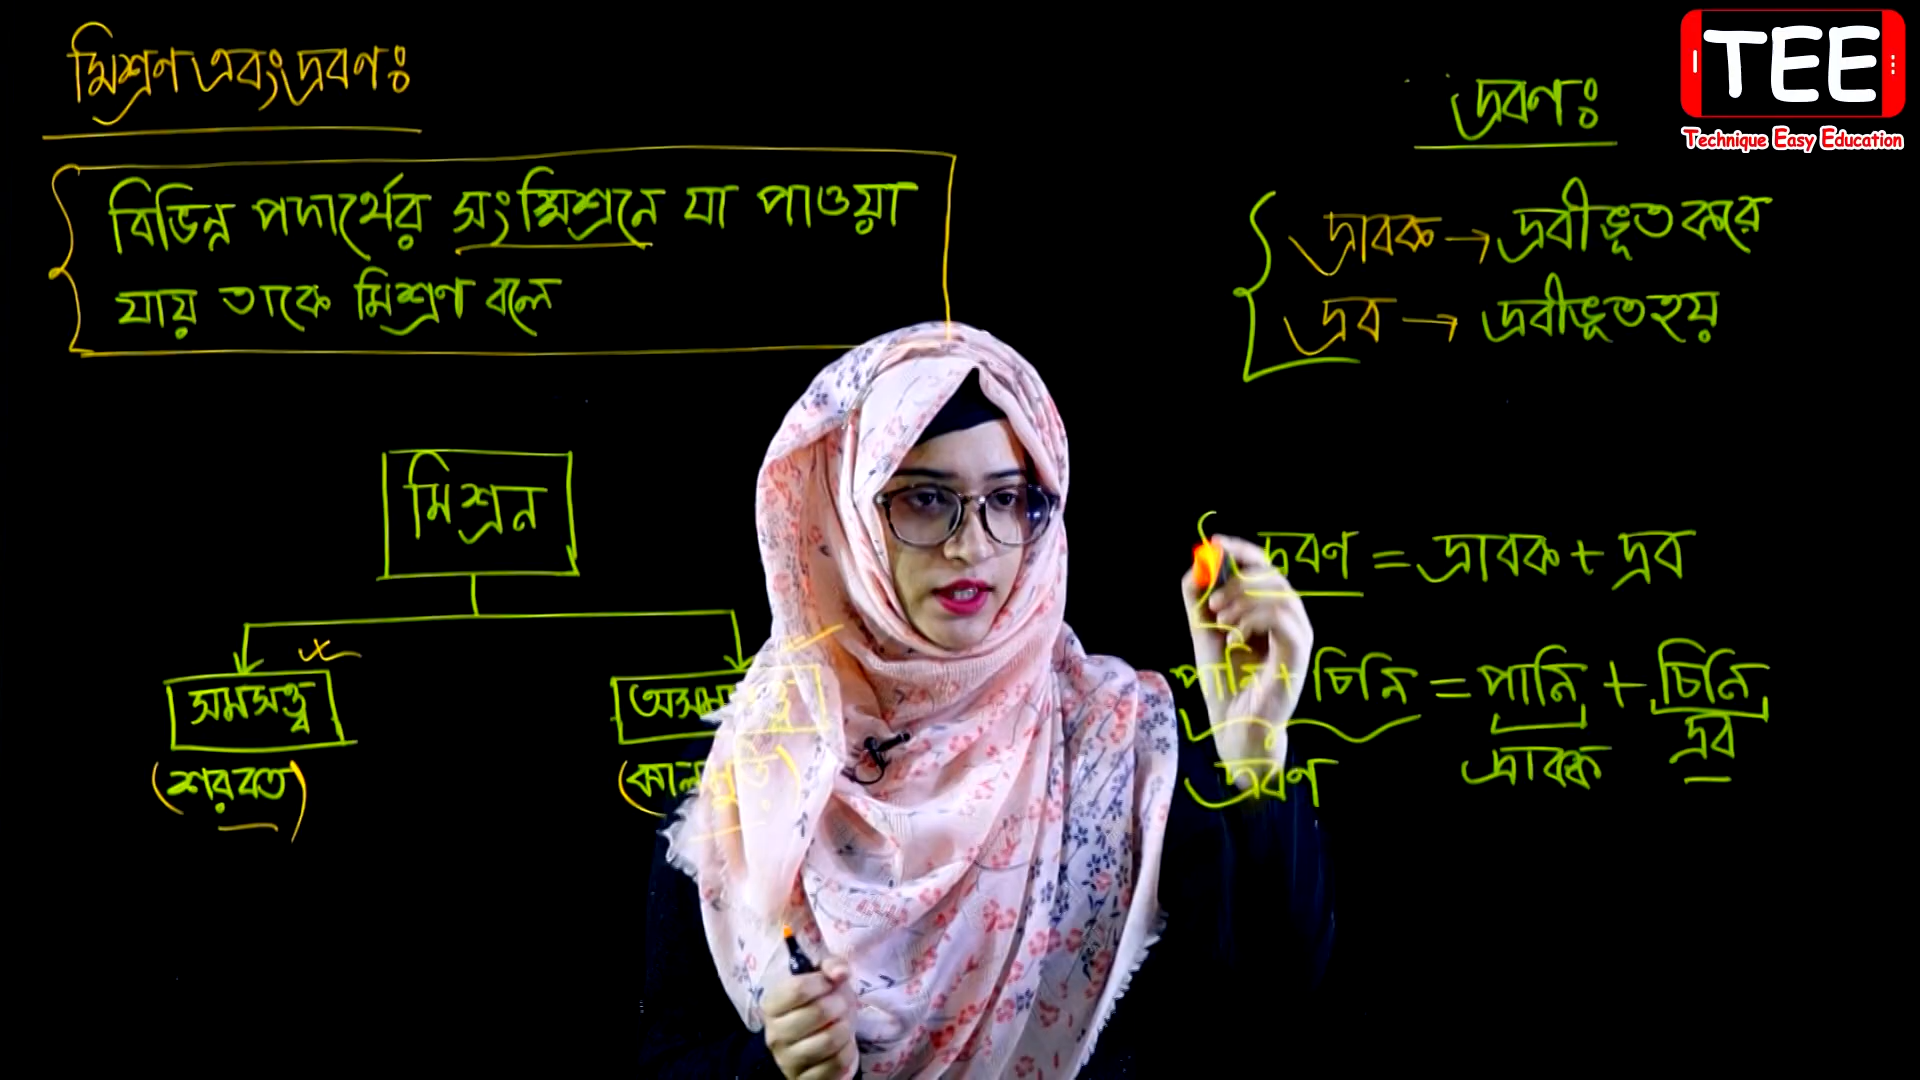 মিশ্রণ এবং দ্রবণঃ
বিভিন্ন পদার্থের সংমিশ্রনে যা পাওয়া
যায় তাকে মিশ্রণ বলে
মিশ্রন
সমসত্ত্ব
(শরবত)
দ্রবণঃ
দ্রাবক → দ্রবীভূত করে
দ্রব → দ্রবীভূত হয়
দ্রবণ = দ্রাবক + দ্রব
পানি + চিনি = পানি + চিনি
দ্রবণ দ্রাবক দ্রব
TEE
Technique Easy Education